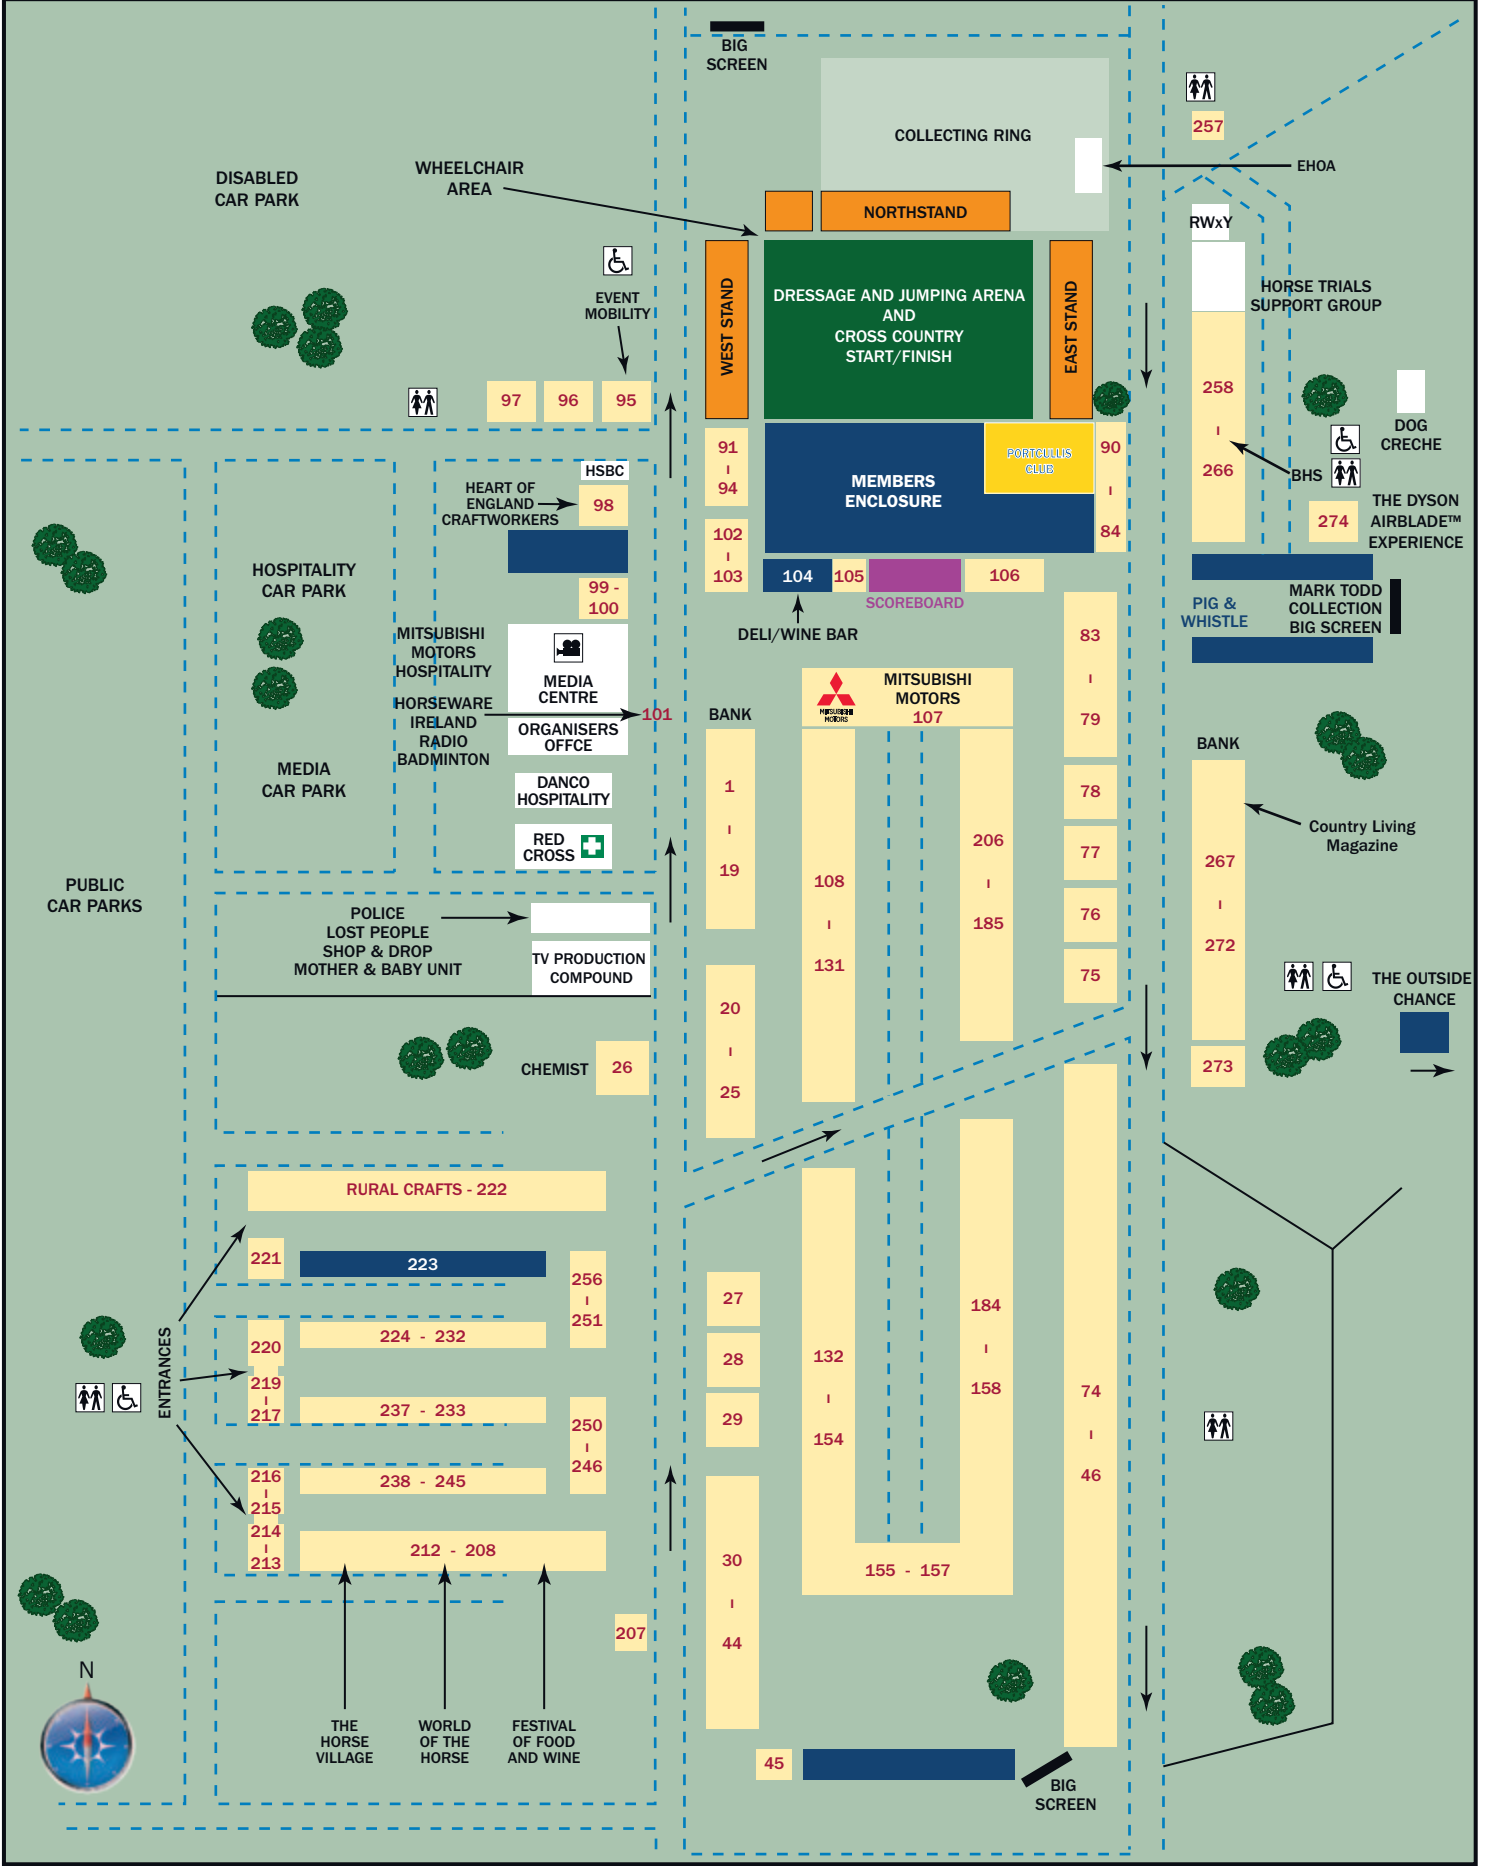 BIG
SCREEN
COLLECTING RING
257
EHOA
WHEELCHAIR
AREA
DISABLED
CAR PARK
NORTHSTAND
RWxY
WEST STAND
DRESSAGE AND JUMPING ARENA
AND
CROSS COUNTRY
START/FINISH
EAST STAND
HORSE TRIALS
SUPPORT GROUP
EVENT
MOBILITY
97
96
95
258
-
266
DOG
CRECHE
91
-
94
MEMBERS
ENCLOSURE
PORTCULLIS
CLUB
90
-
84
BHS
274
THE DYSON
AIRBLADE™
EXPERIENCE
HSBC
HEART OF
ENGLAND
CRAFTWORKERS
98
102
-
103
104
105
106
SCOREBOARD
DELI/WINE BAR
HOSPITALITY
CAR PARK
99 -
100
PIG &
WHISTLE
MARK TODD
COLLECTION
BIG SCREEN
83
-
79
MITSUBISHI
MOTORS
HOSPITALITY
MEDIA
CENTRE
HORSEWARE
IRELAND
RADIO
BADMINTON
101
ORGANISERS
OFFCE
BANK
MITSUBISHI
MOTORS
MITSUBISHI
MOTORS
107
BANK
MEDIA
CAR PARK
DANCO
HOSPITALITY
RED
CROSS
1
-
19
108
-
131
206
-
185
78
77
76
75
267
-
272
Country Living
Magazine
PUBLIC
CAR PARKS
POLICE
LOST PEOPLE
SHOP & DROP
MOTHER & BABY UNIT
TV PRODUCTION
COMPOUND
20
-
25
THE OUTSIDE
CHANCE
273
CHEMIST
26
RURAL CRAFTS - 222
221
223
256
-
251
220
224 - 232
219
-
217
237 - 233
250
-
246
216
-
215
238 - 245
214
-
213
212 - 208
ENTRANCES
27
28
29
30
-
44
132
-
154
184
-
158
155 - 157
74
-
46
207
N
THE
HORSE
VILLAGE
WORLD
OF THE
HORSE
FESTIVAL
OF FOOD
AND WINE
45
BIG
SCREEN